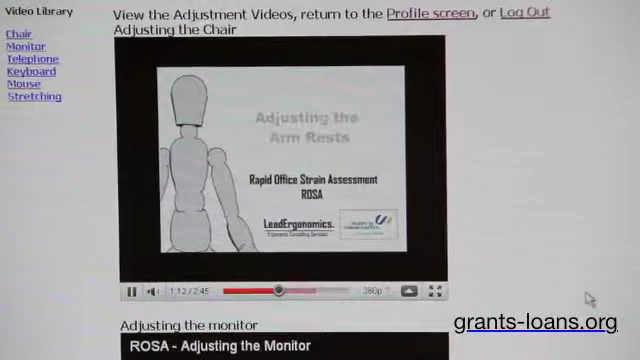 Video Library
Chair
Monitor
Telephone
Keyboard
Mouse
Stretching
View the Adjustment Videos, return to the Profile screen, or Log Out
Adjusting the Chair
Adjusting the
Arm Rests
Rapid Office Strain Assessment
ROSA
LeadErgonomics.
1:13 / 2:45
360p
Adjusting the monitor
ROSA - Adjusting the Monitor
grants-loans.org